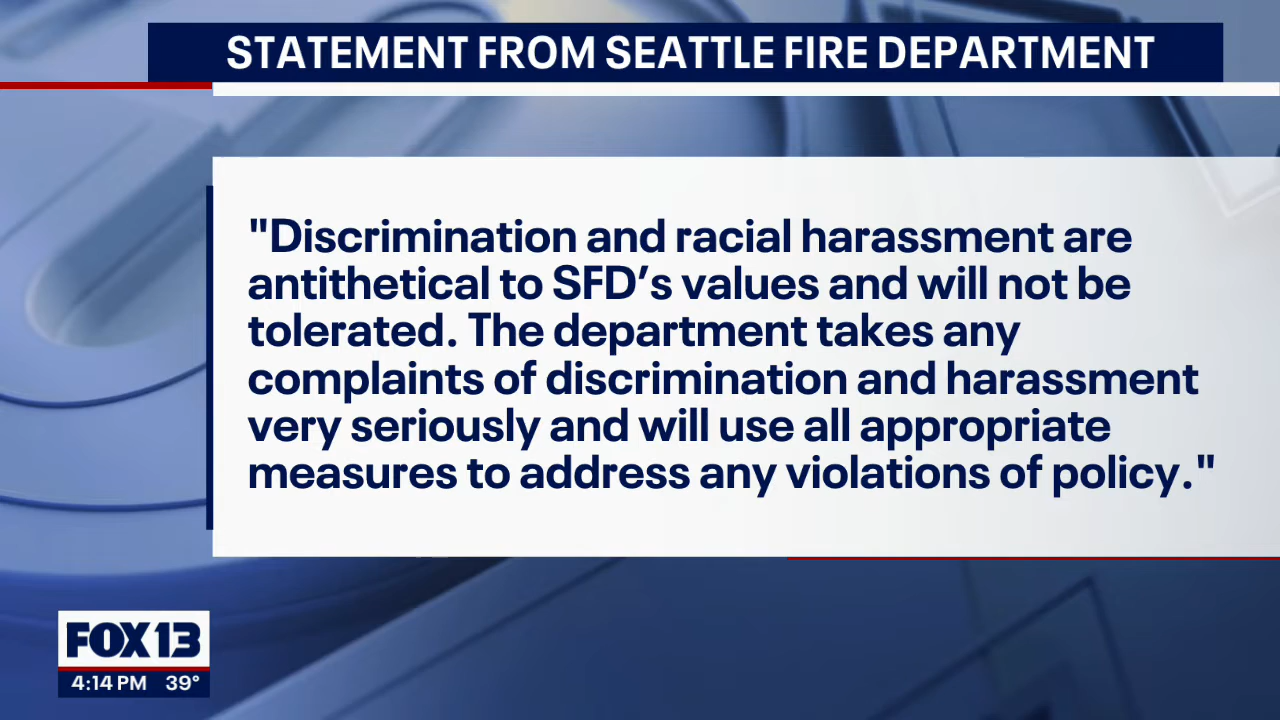 STATEMENT FROM SEATTLE FIRE DEPARTMENT
"Discrimination and racial harassment are
antithetical to SFD’s values and will not be
tolerated. The department takes any
complaints of discrimination and harassment
very seriously and will use all appropriate
measures to address any violations of policy."
FOX 13
4:14 PM 39°